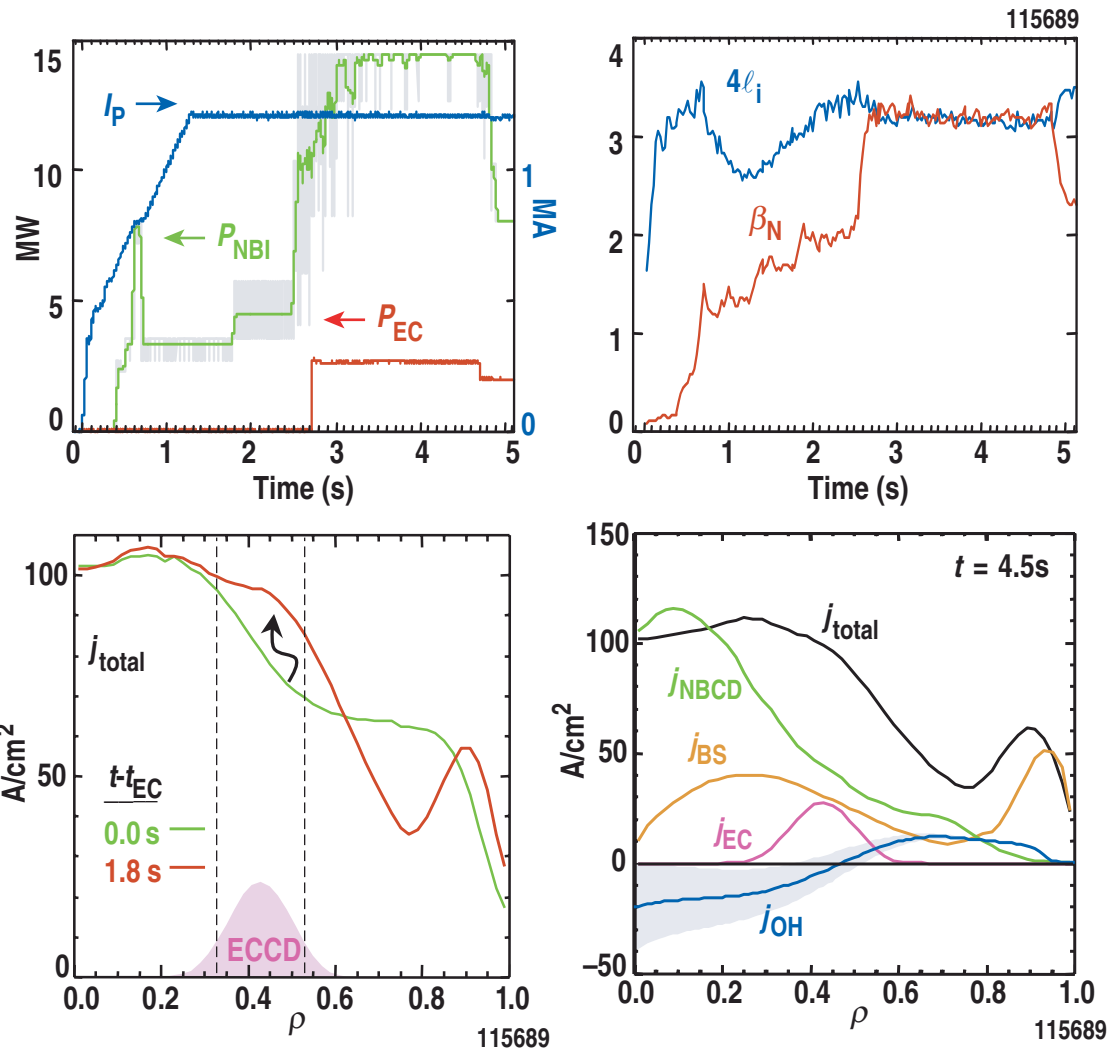 115689
15
10
5
0
MW
I_P
P_NBI
P_EC
1
0
MA
0 1 2 3 4 5
Time (s)
4
3
2
1
0
4ℓ_i
β_N
0 1 2 3 4 5
Time (s)
100
50
0
A/cm²
j_total
t-t_EC
0.0 s
1.8 s
ECCD
0.0 0.2 0.4 0.6 0.8 1.0
ρ
115689
150
100
50
0
−50
A/cm²
t = 4.5s
j_total
j_NBCD
j_BS
j_EC
j_OH
0.0 0.2 0.4 0.6 0.8 1.0
ρ
115689